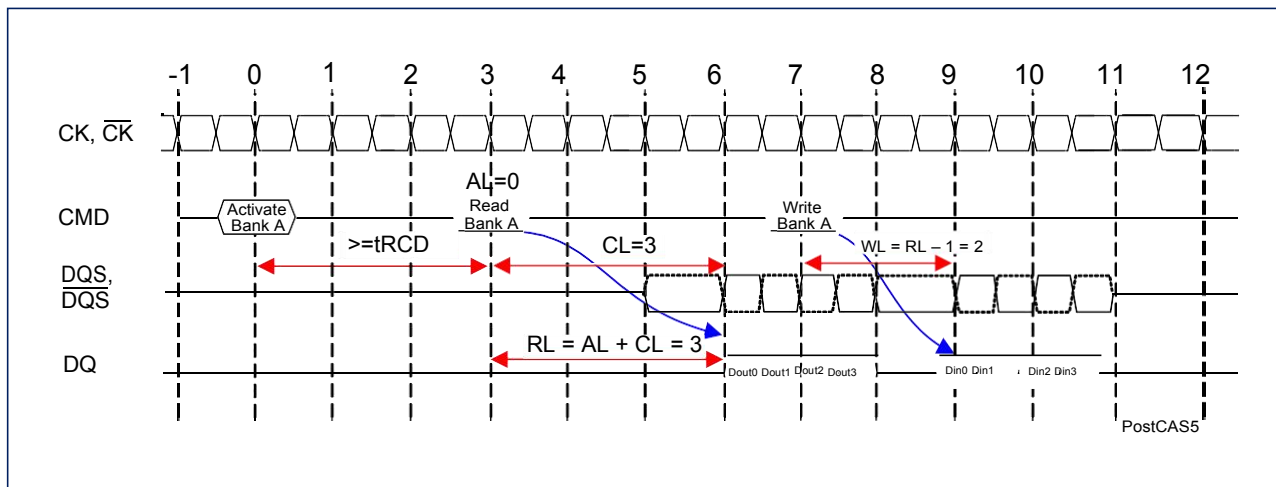 -1 0 1 2 3 4 5 6 7 8 9 10 11 12
CK, CK
AL=0
CMD
Activate
Bank A
Read
Bank A
Write
Bank A
>=tRCD
CL=3
WL = RL – 1 = 2
DQS,
DQS
RL = AL + CL = 3
DQ
Dout0 Dout1 Dout2 Dout3
Din0 Din1 Din2 Din3
PostCAS5